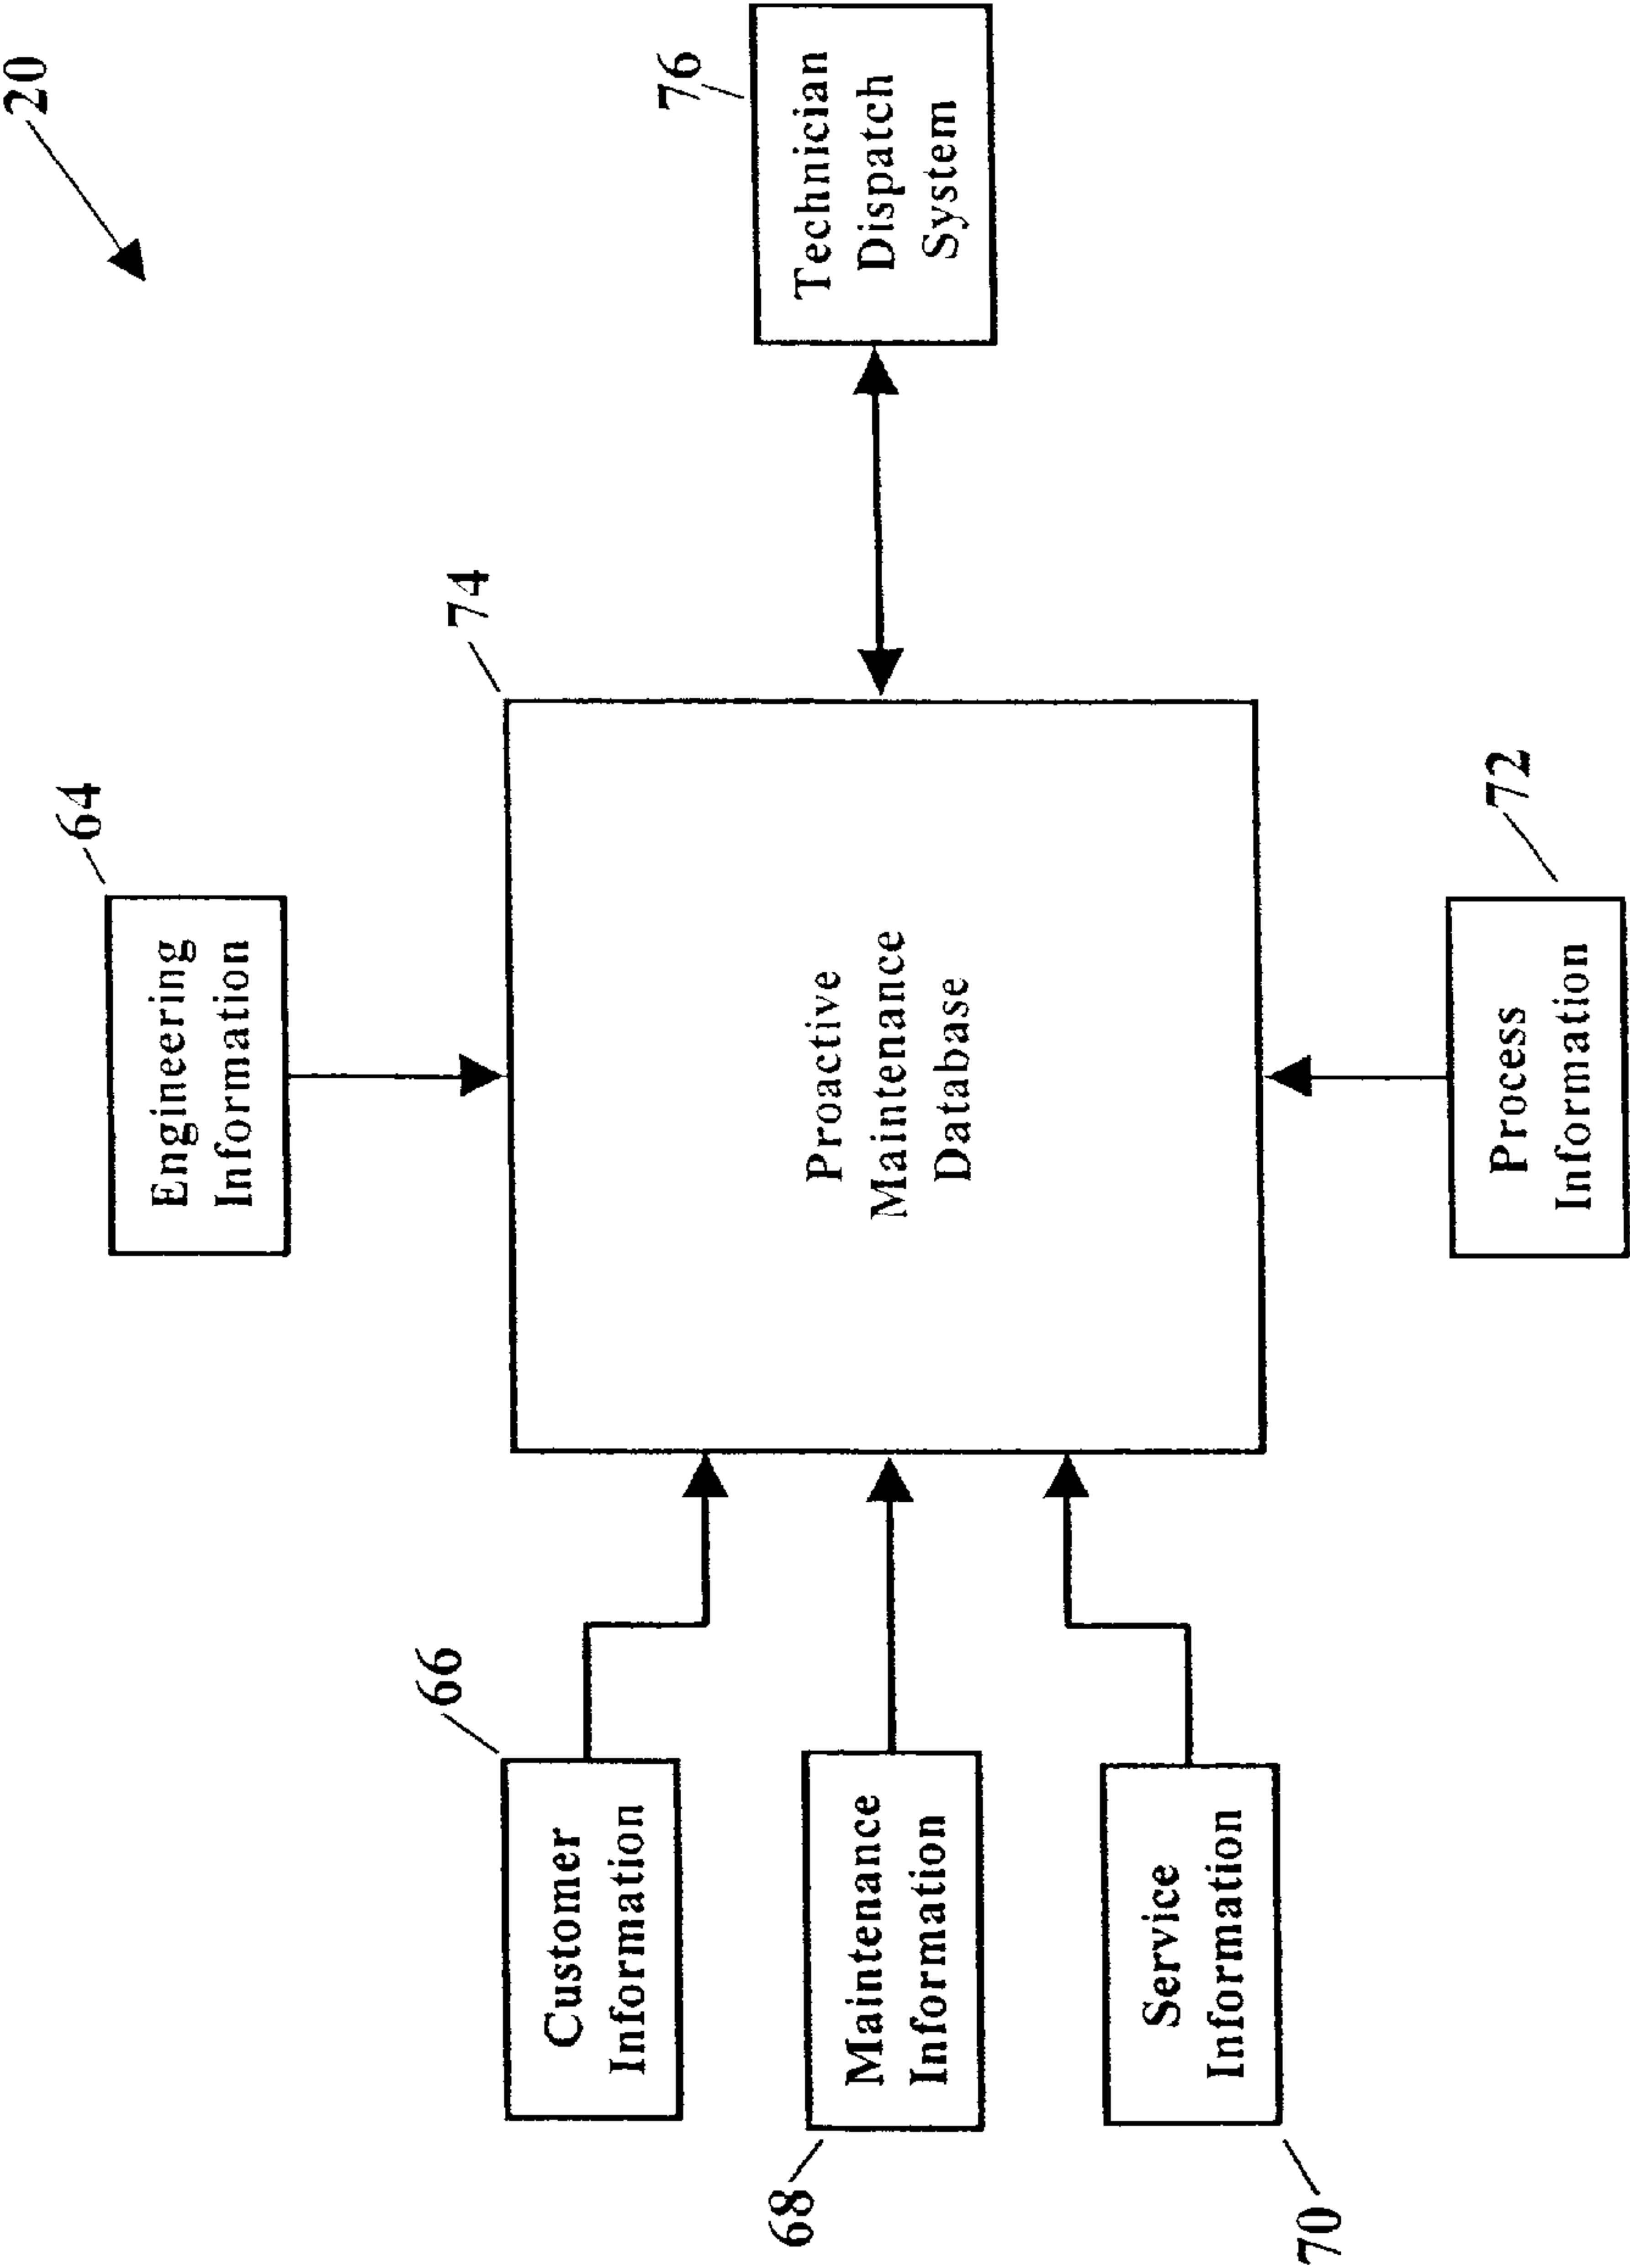 20
64
Engineering
Information
66
Customer
Information
74
Proactive
Maintenance
Database
76
Technician
Dispatch
System
68
Maintenance
Information
70
Service
Information
72
Process
Information